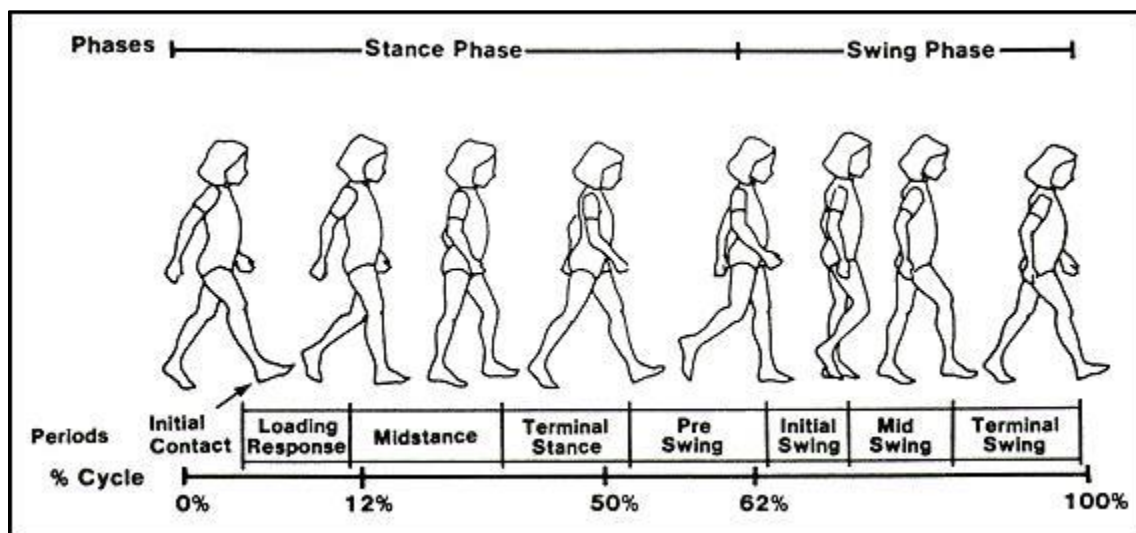 Phases Stance Phase Swing Phase
Initial
Contact
Loading
Response
Midstance
Terminal
Stance
Pre
Swing
Initial
Swing
Mid
Swing
Terminal
Swing
Periods
% Cycle
0% 12% 50% 62% 100%